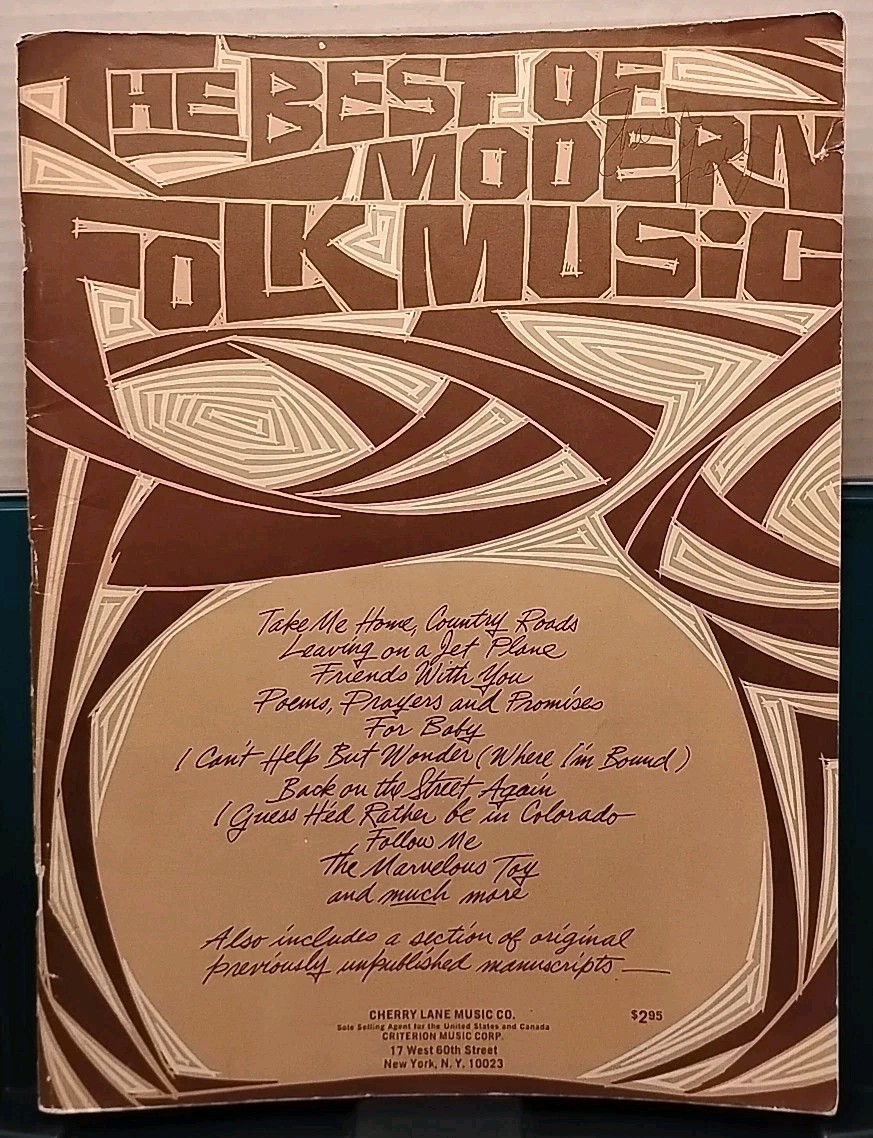 THE BEST OF
MODERN
FOLK MUSiC
Take Me Home, Country Roads
Leaving on a Jet Plane
Friends With You
Poems, Prayers and Promises
For Baby
I Can't Help But Wonder (Where I'm Bound)
Back on the Street Again
I Guess He'd Rather be in Colorado
Follow Me
The Marvelous Toy
and much more
Also includes a section of original
previously unpublished manuscripts.
CHERRY LANE MUSIC CO.
Sole Selling Agent for the United States and Canada
CRITERION MUSIC CORP.
17 West 60th Street
New York, N.Y. 10023
$2.95